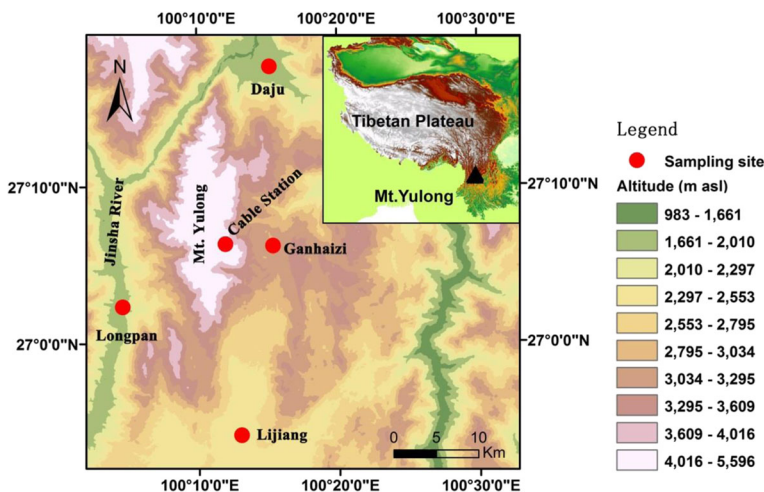 100°10'0"E
100°20'0"E
100°30'0"E
N
Daju
Tibetan Plateau
Mt.Yulong
27°10'0"N
27°10'0"N
Jinsha River
Mt. Yulong
Cable Station
Ganhaizi
Longpan
27°0'0"N
27°0'0"N
Lijiang
0 5 10
Km
100°10'0"E
100°20'0"E
100°30'0"E
Legend
Sampling site
Altitude (m asl)
983 - 1,661
1,661 - 2,010
2,010 - 2,297
2,297 - 2,553
2,553 - 2,795
2,795 - 3,034
3,034 - 3,295
3,295 - 3,609
3,609 - 4,016
4,016 - 5,596